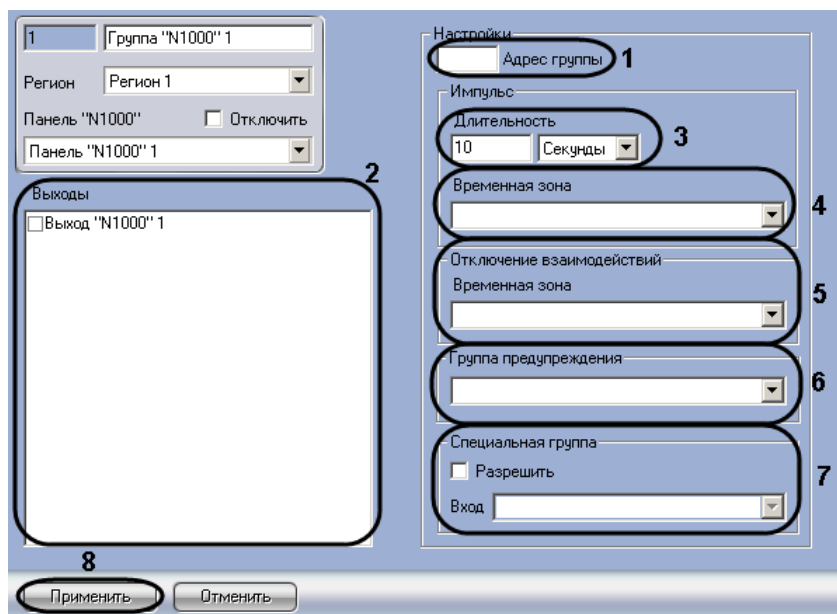 1
Группа "N1000" 1
Регион
Регион 1
Панель "N1000"
Отключить
Панель "N1000" 1
2
Выходы
Выход "N1000" 1
Настройки
Адрес группы
1
Импульс
Длительность
10
Секунды
3
Временная зона
4
Отключение взаимодействий
Временная зона
5
Группа предупреждения
6
Специальная группа
Разрешить
Вход
7
8
Применить
Отменить